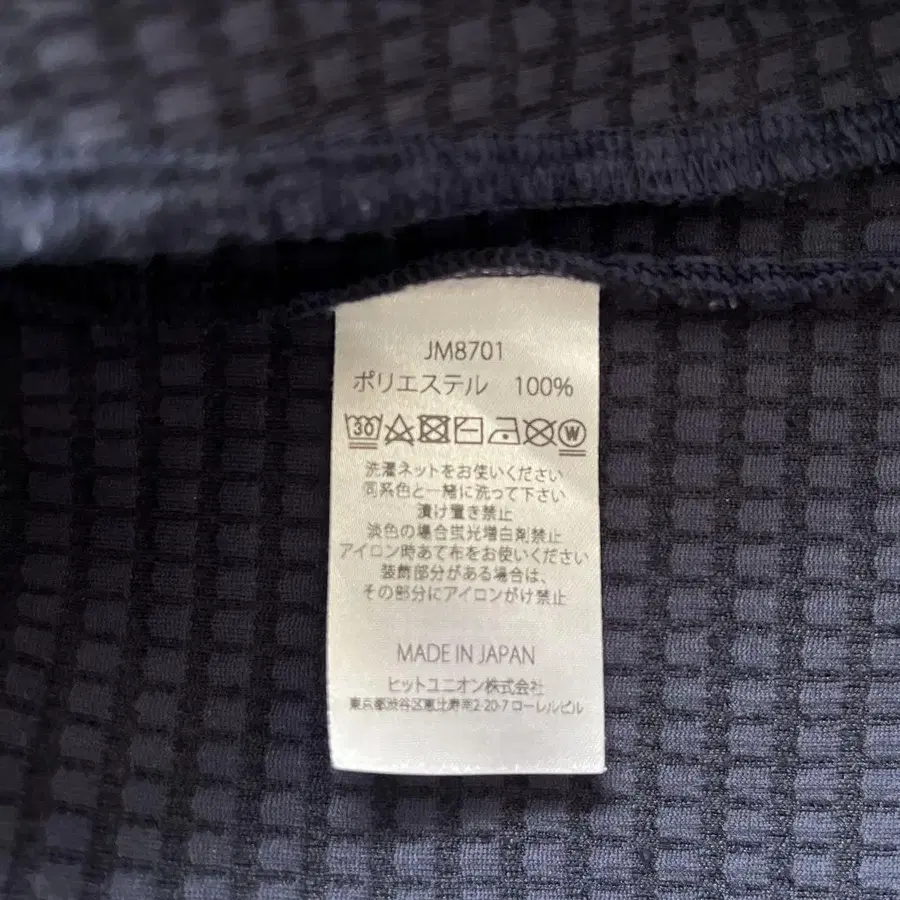 JM8701
ポリエステル 100%
30 W
洗濯ネットをお使いください
同系色と一緒に洗って下さい
漬け置き禁止
淡色の場合蛍光増白剤禁止
アイロン時あて布をお使いください
装飾部分がある場合は、
その部分にアイロンがけ禁止
MADE IN JAPAN
ヒットユニオン株式会社
東京都渋谷区恵比寿南2-20-7 ローレルビル